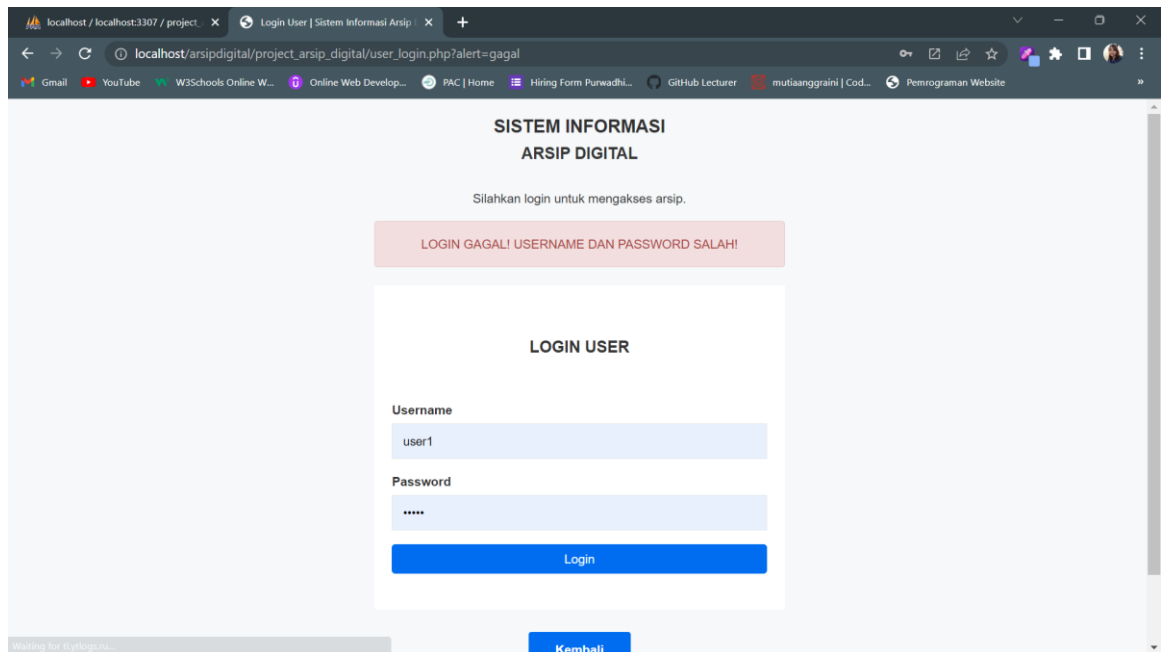 localhost / localhost:3307 / project_
Login User | Sistem Informasi Arsip
localhost/arsipdigital/project_arsip_digital/user_login.php?alert=gagal
Gmail YouTube W3Schools Online W... Online Web Develop... PAC | Home Hiring Form Purwadhi... GitHub Lecturer mutiaanggraini | Cod... Pemrograman Website »
SISTEM INFORMASI
ARSIP DIGITAL
Silahkan login untuk mengakses arsip.
LOGIN GAGAL! USERNAME DAN PASSWORD SALAH!
LOGIN USER
Username
user1
Password
•••••
Login
Kembali
Waiting for